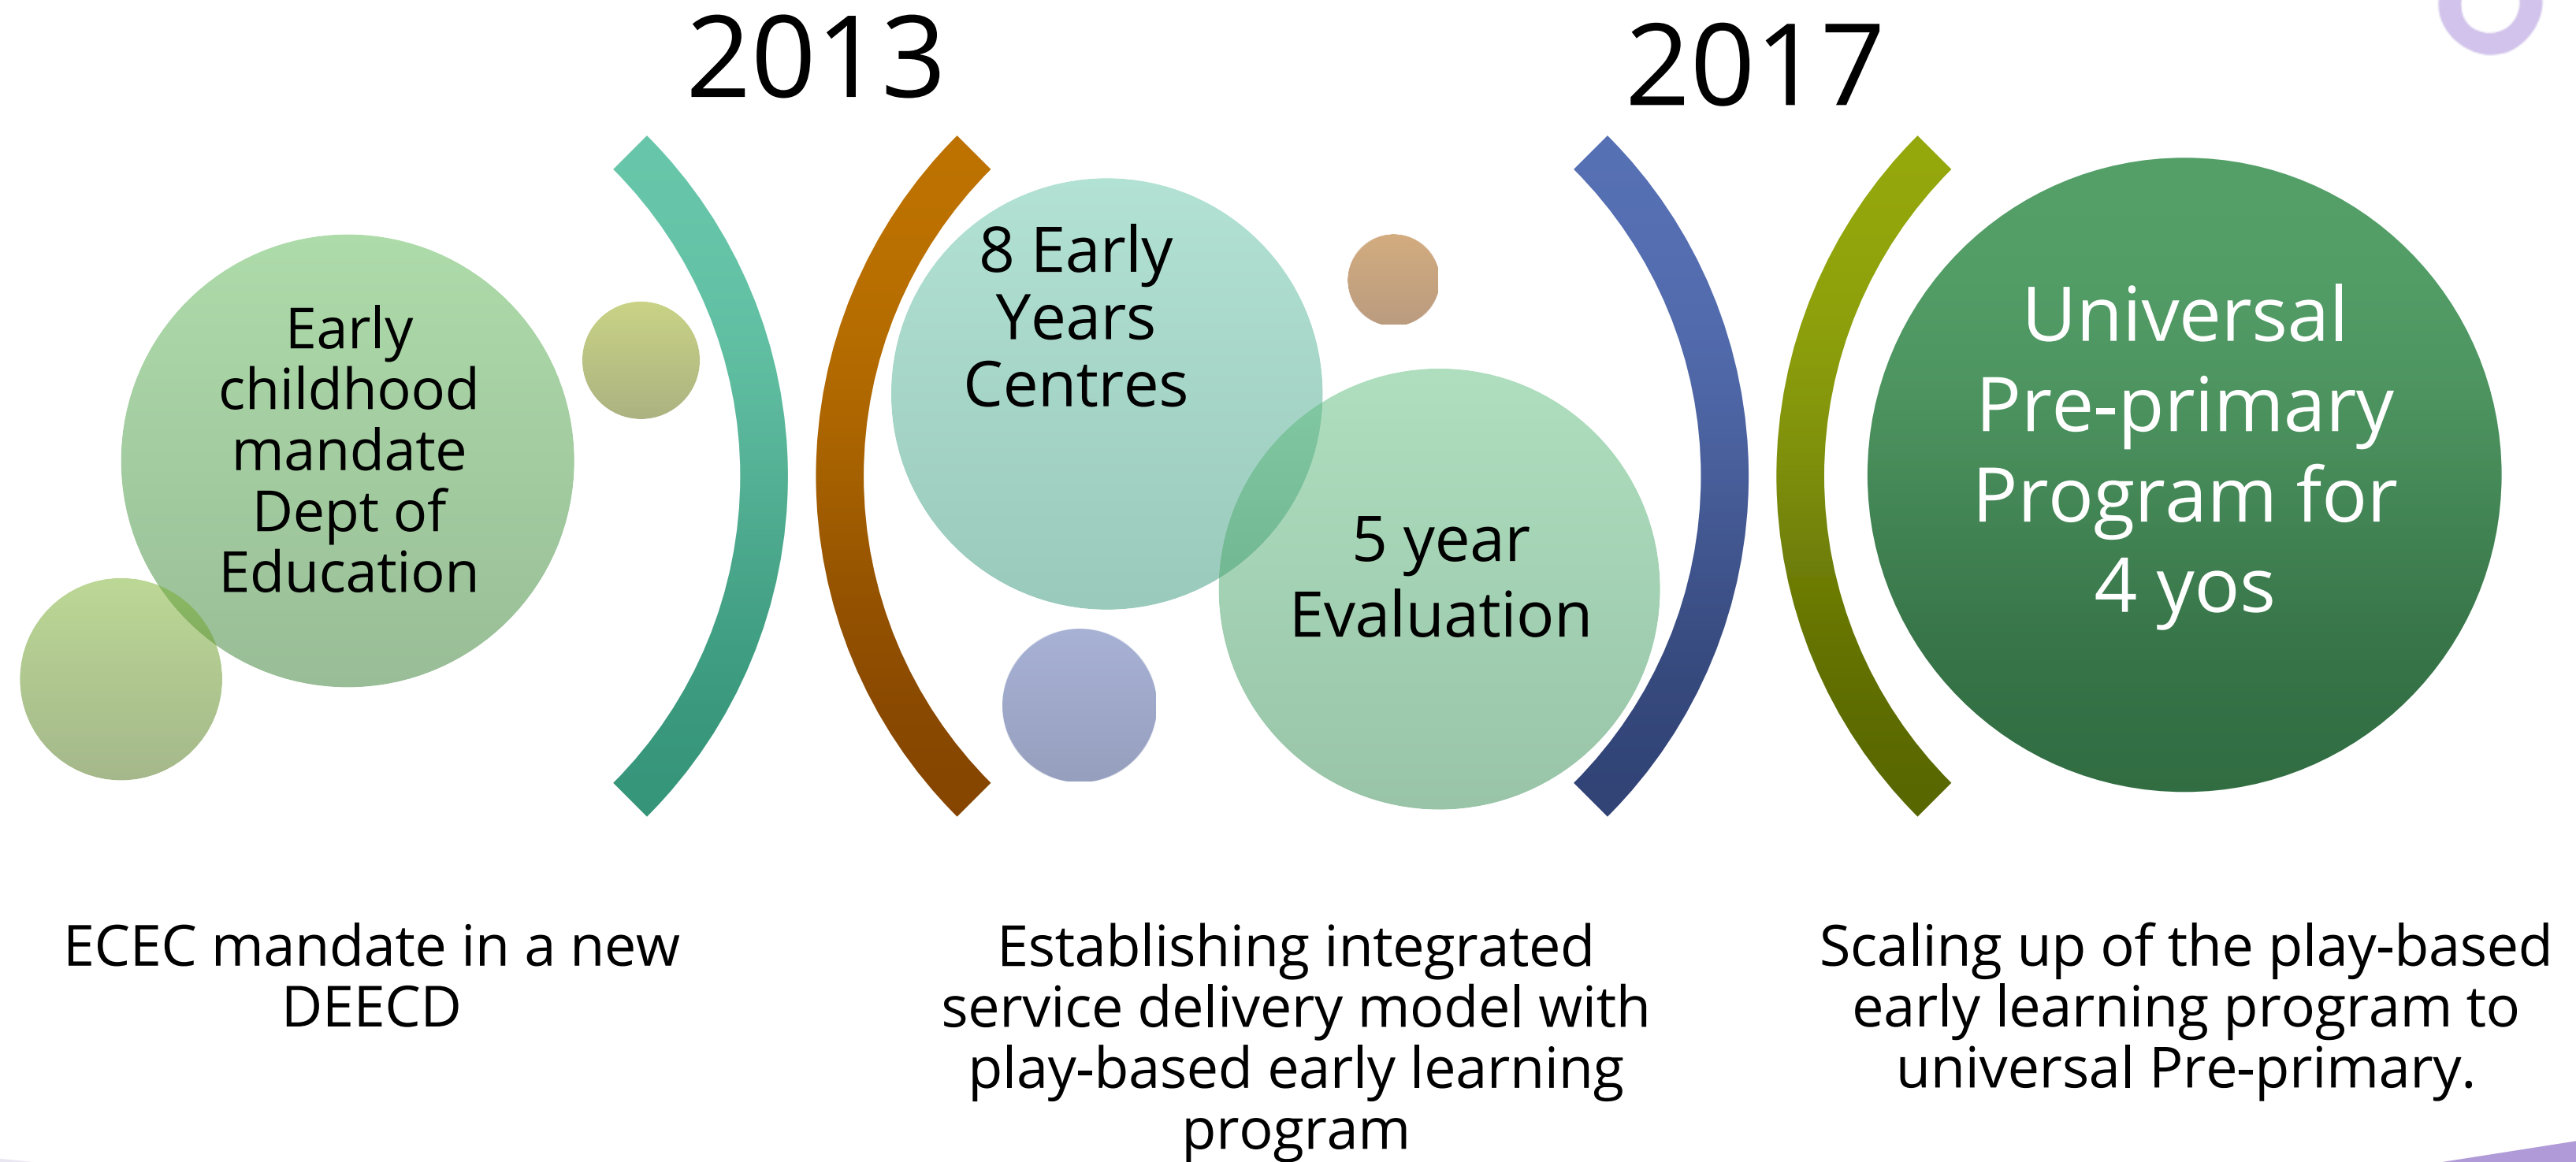 2013
2017
Early
childhood
mandate
Dept of
Education
8 Early
Years
Centres
5 year
Evaluation
Universal
Pre-primary
Program for
4 yos
ECEC mandate in a new
DEECD
Establishing integrated
service delivery model with
play-based early learning
program
Scaling up of the play-based
early learning program to
universal Pre-primary.